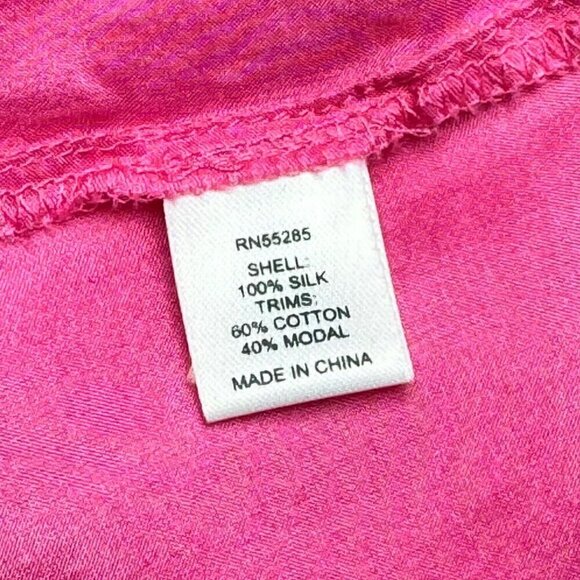 RN55285
SHELL:
100% SILK
TRIMS:
60% COTTON
40% MODAL
MADE IN CHINA